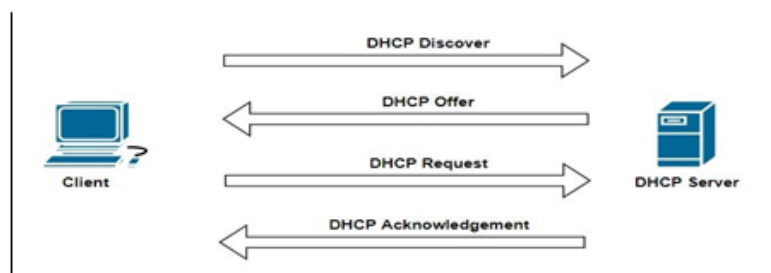 DHCP Discover
DHCP Offer
?
DHCP Request
Client
DHCP Server
DHCP Acknowledgement